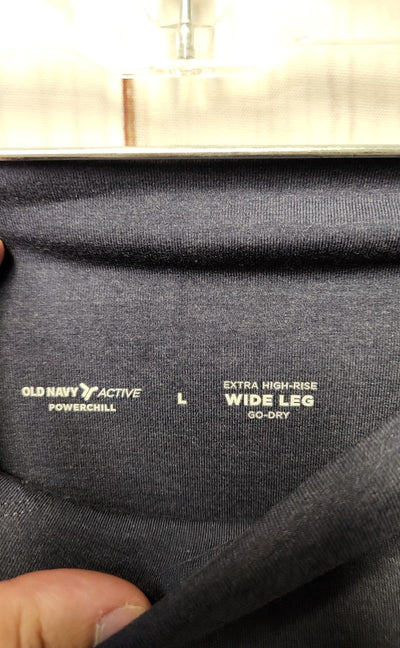 OLD NAVY ACTIVE
POWERCHILL
L
EXTRA HIGH-RISE
WIDE LEG
GO-DRY